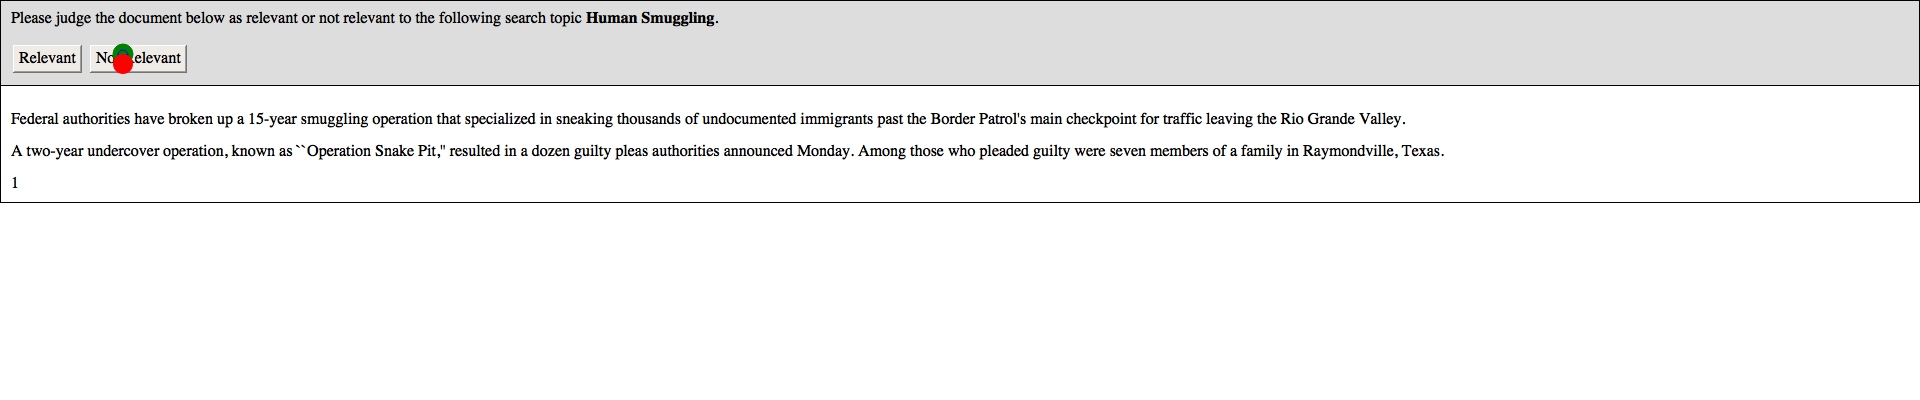 Please judge the document below as relevant or not relevant to the following search topic Human Smuggling.
Relevant
Not Relevant
Federal authorities have broken up a 15-year smuggling operation that specialized in sneaking thousands of undocumented immigrants past the Border Patrol's main checkpoint for traffic leaving the Rio Grande Valley.
A two-year undercover operation, known as ``Operation Snake Pit,'' resulted in a dozen guilty pleas authorities announced Monday. Among those who pleaded guilty were seven members of a family in Raymondville, Texas.
1